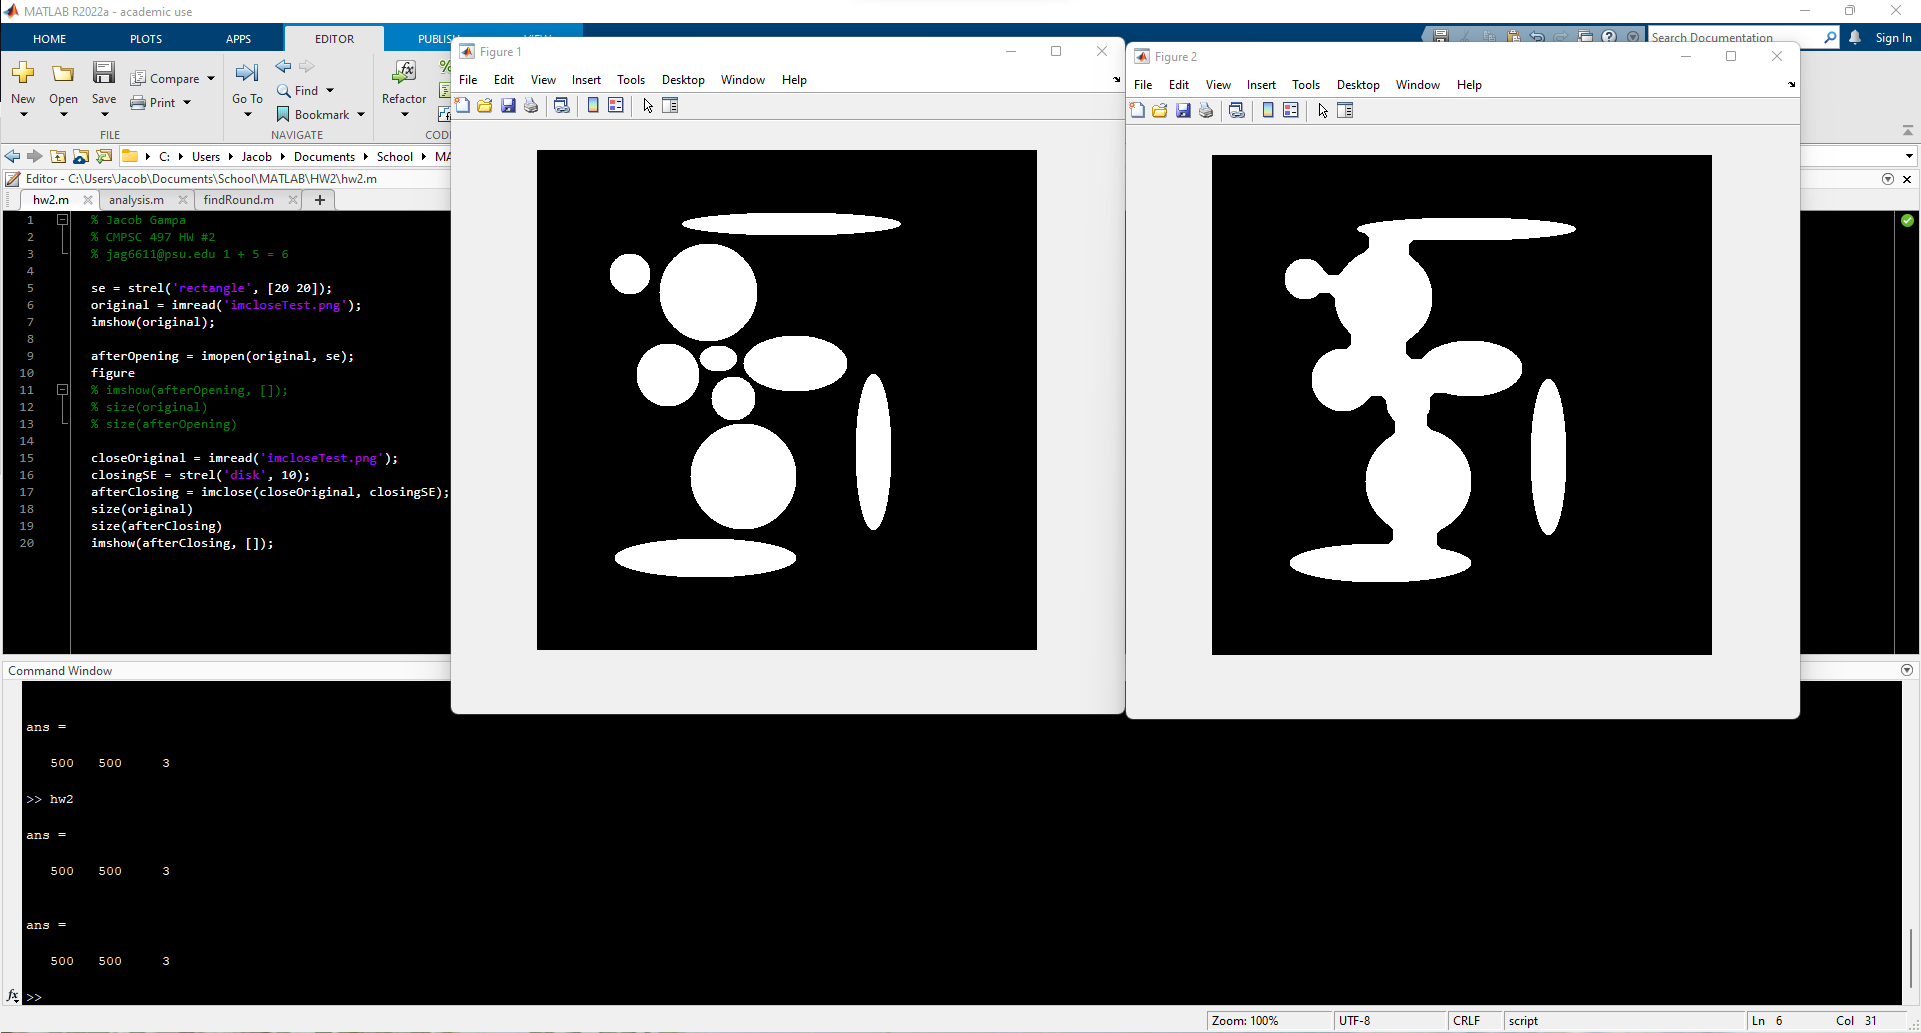 MATLAB R2022a - academic use
HOME PLOTS APPS EDITOR PUBLISH VIEW
Search Documentation Sign In
New Open Save Compare Print Go To Find Bookmark Refactor
FILE NAVIGATE
C: Users Jacob Documents School
Editor - C:\Users\Jacob\Documents\School\MATLAB\HW2\hw2.m
hw2.m analysis.m findRound.m +
1 % Jacob Gampa
2 % CMPSC 497 HW #2
3 % jag6611@psu.edu 1 + 5 = 6
4
5 se = strel('rectangle', [20 20]);
6 original = imread('imcloseTest.png');
7 imshow(original);
8
9 afterOpening = imopen(original, se);
10 figure
11 % imshow(afterOpening, []);
12 % size(original)
13 % size(afterOpening)
14
15 closeOriginal = imread('imcloseTest.png');
16 closingSE = strel('disk', 10);
17 afterClosing = imclose(closeOriginal, closingSE);
18 size(original)
19 size(afterClosing)
20 imshow(afterClosing, []);
Figure 1
File Edit View Insert Tools Desktop Window Help
Figure 2
File Edit View Insert Tools Desktop Window Help
Command Window
ans =
500 500 3
>> hw2
ans =
500 500 3
ans =
500 500 3
fx >>
Zoom: 100% UTF-8 CRLF script Ln 6 Col 31